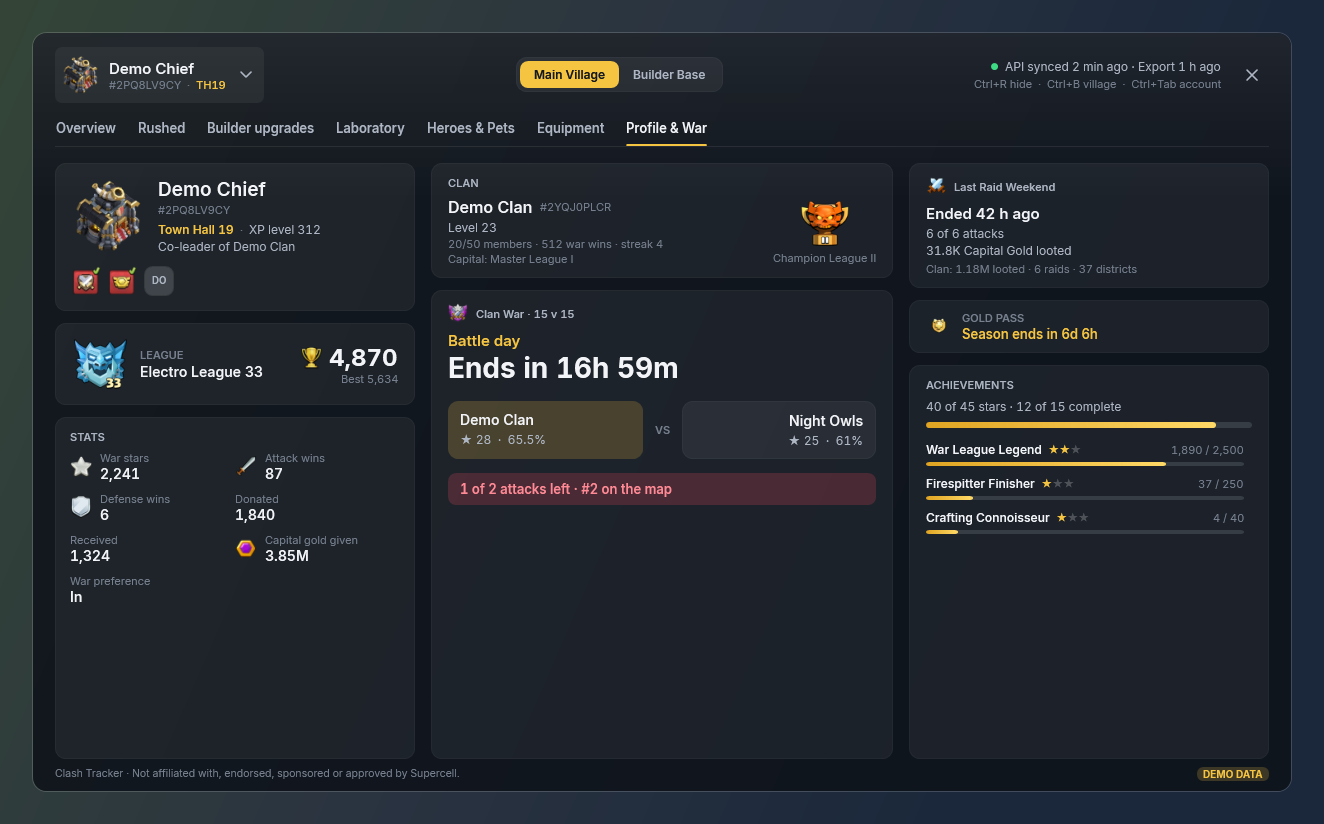 Demo Chief
#2PQ8LV9CY · TH19
Main Village
Builder Base
API synced 2 min ago · Export 1 h ago
Ctrl+R hide · Ctrl+B village · Ctrl+Tab account
Overview
Rushed
Builder upgrades
Laboratory
Heroes & Pets
Equipment
Profile & War
Demo Chief
#2PQ8LV9CY
Town Hall 19 · XP level 312
Co-leader of Demo Clan
DO
LEAGUE
Electro League 33
33
4,870
Best 5,634
STATS
War stars
2,241
Attack wins
87
Defense wins
6
Donated
1,840
Received
1,324
Capital gold given
3.85M
War preference
In
CLAN
Demo Clan #2YQJ0PLCR
Level 23
20/50 members · 512 war wins · streak 4
Capital: Master League I
II
Champion League II
Clan War · 15 v 15
Battle day
Ends in 16h 59m
Demo Clan
★ 28 · 65.5%
VS
Night Owls
★ 25 · 61%
1 of 2 attacks left · #2 on the map
Last Raid Weekend
Ended 42 h ago
6 of 6 attacks
31.8K Capital Gold looted
Clan: 1.18M looted · 6 raids · 37 districts
GOLD PASS
Season ends in 6d 6h
ACHIEVEMENTS
40 of 45 stars · 12 of 15 complete
War League Legend ★★★ 1,890 / 2,500
Firespitter Finisher ★★★ 37 / 250
Crafting Connoisseur ★★★ 4 / 40
Clash Tracker · Not affiliated with, endorsed, sponsored or approved by Supercell.
DEMO DATA